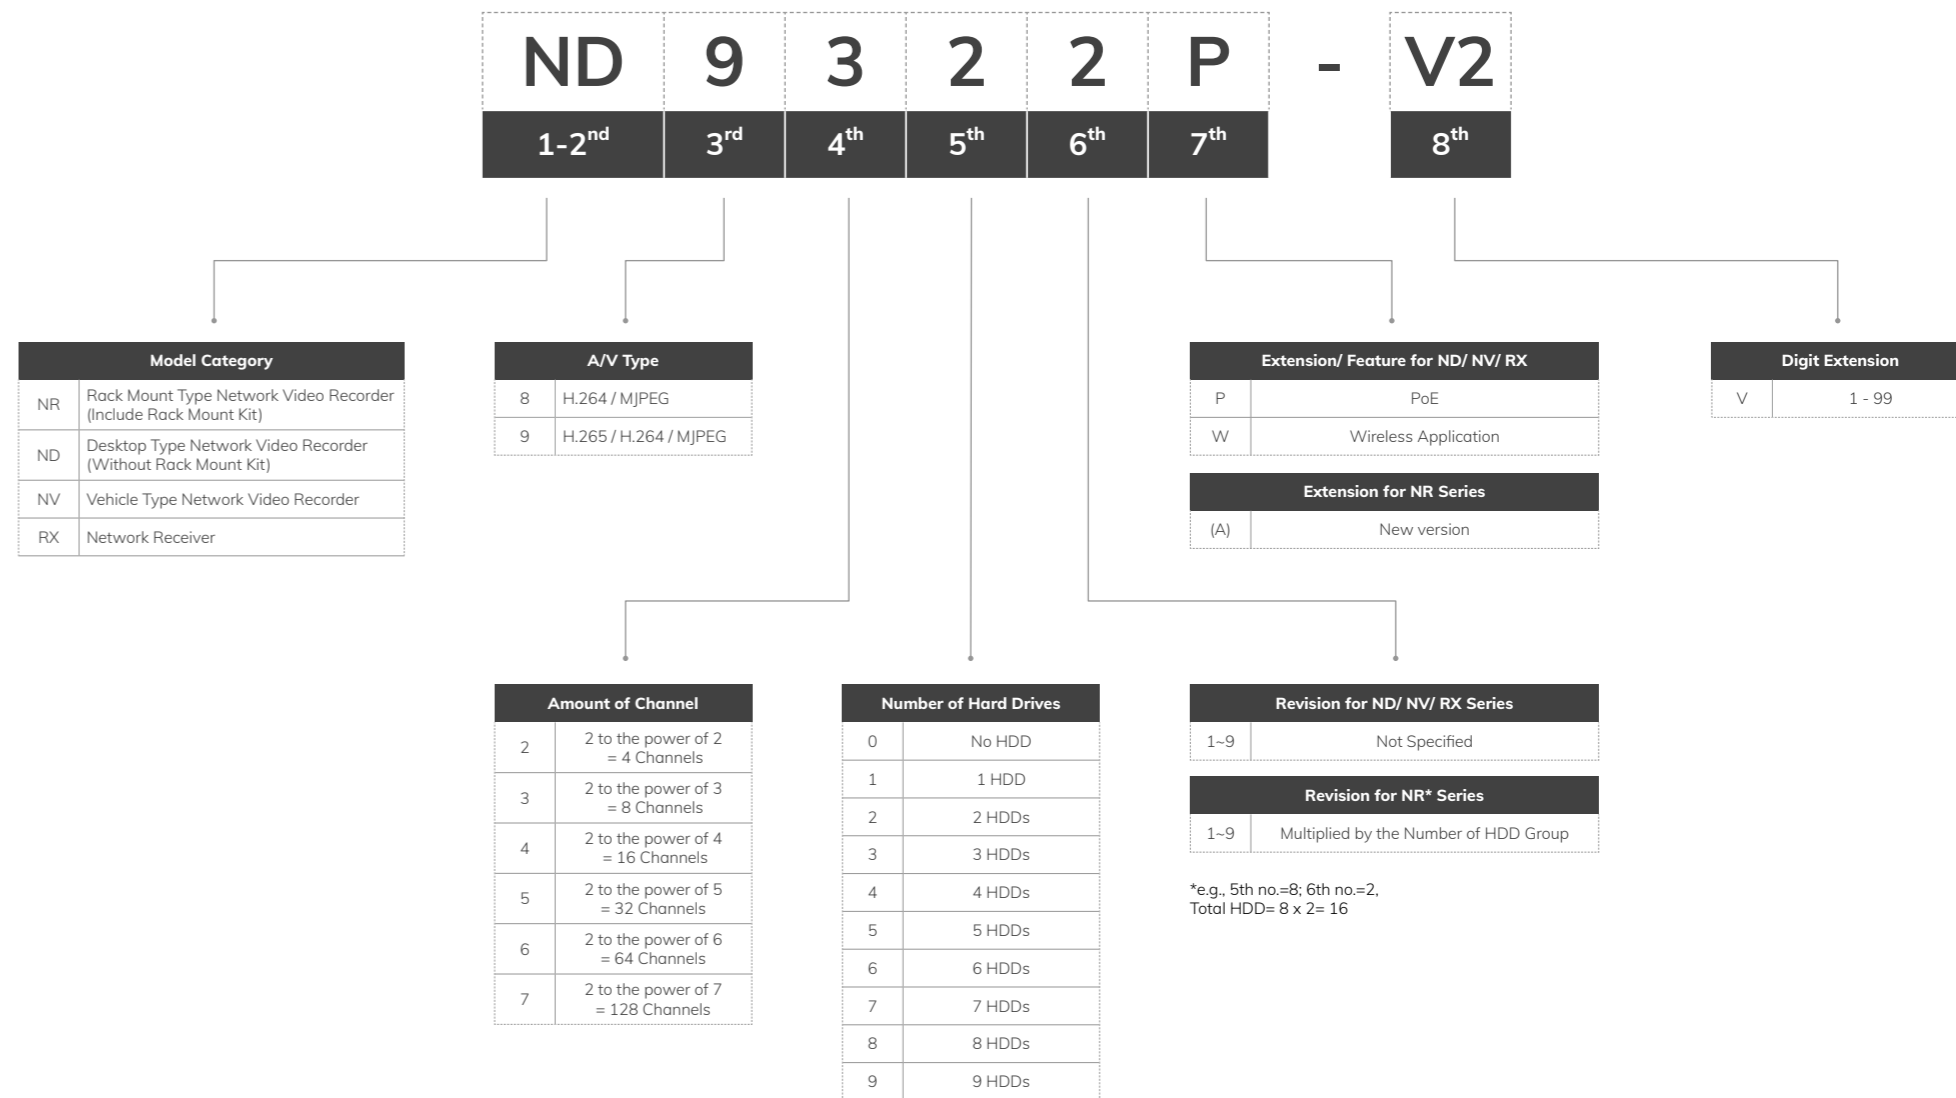 ND 9 3 2 2 P - V2
1-2nd 3rd 4th 5th 6th 7th 8th
Model Category
NR Rack Mount Type Network Video Recorder
(Include Rack Mount Kit)
ND Desktop Type Network Video Recorder
(Without Rack Mount Kit)
NV Vehicle Type Network Video Recorder
RX Network Receiver
A/V Type
8 H.264 / MJPEG
9 H.265 / H.264 / MJPEG
Extension/ Feature for ND/ NV/ RX
P PoE
W Wireless Application
Extension for NR Series
(A) New version
Digit Extension
V 1 - 99
Amount of Channel
2 2 to the power of 2
= 4 Channels
3 2 to the power of 3
= 8 Channels
4 2 to the power of 4
= 16 Channels
5 2 to the power of 5
= 32 Channels
6 2 to the power of 6
= 64 Channels
7 2 to the power of 7
= 128 Channels
Number of Hard Drives
0 No HDD
1 1 HDD
2 2 HDDs
3 3 HDDs
4 4 HDDs
5 5 HDDs
6 6 HDDs
7 7 HDDs
8 8 HDDs
9 9 HDDs
Revision for ND/ NV/ RX Series
1~9 Not Specified
Revision for NR* Series
1~9 Multiplied by the Number of HDD Group
*e.g., 5th no.=8; 6th no.=2,
Total HDD= 8 x 2= 16